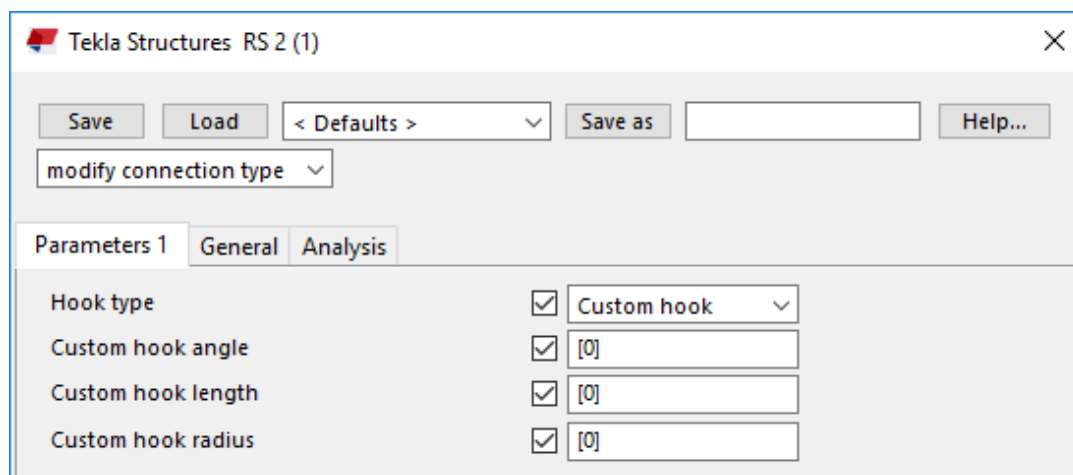 Tekla Structures RS 2 (1)
Save Load < Defaults > Save as Help...
modify connection type
Parameters 1 General Analysis
Hook type Custom hook
Custom hook angle [0]
Custom hook length [0]
Custom hook radius [0]